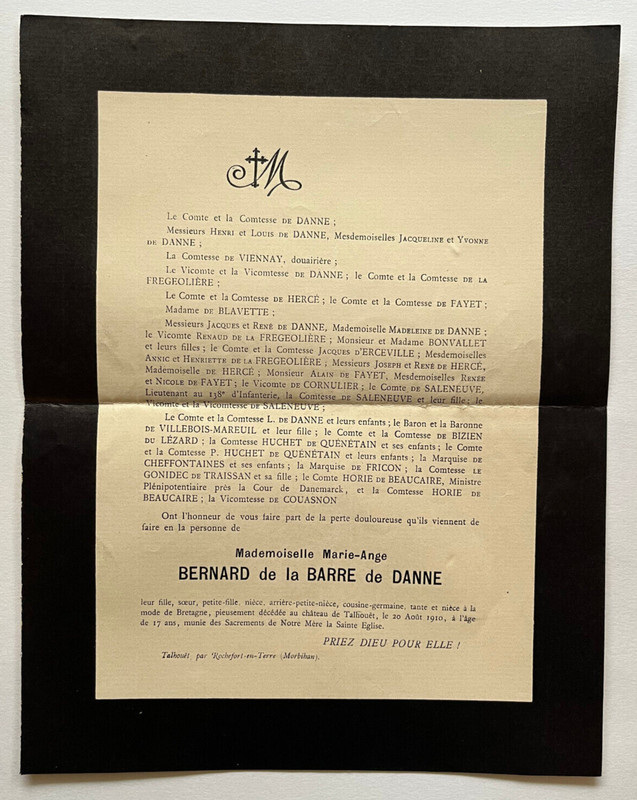 M
Le Comte et la Comtesse DE DANNE ;
Messieurs HENRI et LOUIS DE DANNE, Mesdemoiselles JACQUELINE et YVONNE
DE DANNE ;
La Comtesse DE VIENNAY, douairière ;
Le Vicomte et la Vicomtesse DE DANNE ; le Comte et la Comtesse DE LA
FREGEOLIÈRE ;
Le Comte et la Comtesse DE HERCÉ ; le Comte et la Comtesse DE FAYET ;
Madame DE BLAVETTE ;
Messieurs JACQUES et RENÉ DE DANNE, Mademoiselle MADELEINE DE DANNE ;
le Vicomte RENAUD DE LA FREGEOLIÈRE ; Monsieur et Madame BONVALLET
et leurs filles ; le Comte et la Comtesse JACQUES D'ERCEVILLE ; Mesdemoiselles
ANNIC et HENRIETTE DE LA FREGEOLIÈRE ; Messieurs JOSEPH et RENÉ DE HERCÉ,
Mademoiselle DE HERCÉ ; Monsieur ALAIN DE FAYET, Mesdemoiselles RENÉE
et NICOLE DE FAYET ; le Vicomte DE CORNULIER ; le Comte DE SALENEUVE,
Lieutenant au 138e d'Infanterie, la Comtesse DE SALENEUVE et leur fille ; le
Vicomte et la Vicomtesse DE SALENEUVE ;
Le Comte et la Comtesse L. DE DANNE et leurs enfants ; le Baron et la Baronne
DE VILLEBOIS-MAREUIL et leur fille ; le Comte et la Comtesse DE BIZIEN
DU LÉZARD ; la Comtesse HUCHET DE QUÉNÉTAIN et ses enfants ; le Comte
et la Comtesse P. HUCHET DE QUÉNÉTAIN et leurs enfants ; la Marquise DE
CHEFFONTAINES et ses enfants ; la Marquise DE FRICON ; la Comtesse LE
GONIDEC DE TRAISSAN et sa fille ; le Comte HORIE DE BEAUCAIRE, Ministre
Plénipotentiaire près la Cour de Danemarck, et la Comtesse HORIE DE
BEAUCAIRE ; la Vicomtesse DE COUASNON
Ont l'honneur de vous faire part de la perte douloureuse qu'ils viennent de
faire en la personne de
Mademoiselle Marie-Ange
BERNARD de la BARRE de DANNE
leur fille, sœur, petite-fille, nièce, arrière-petite-nièce, cousine-germaine, tante et nièce à la
mode de Bretagne, pieusement décédée au château de Talhouët, le 20 Août 1910, à l'âge
de 17 ans, munie des Sacrements de Notre Mère la Sainte Eglise.
PRIEZ DIEU POUR ELLE !
Talhouët, par Rochefort-en-Terre (Morbihan).